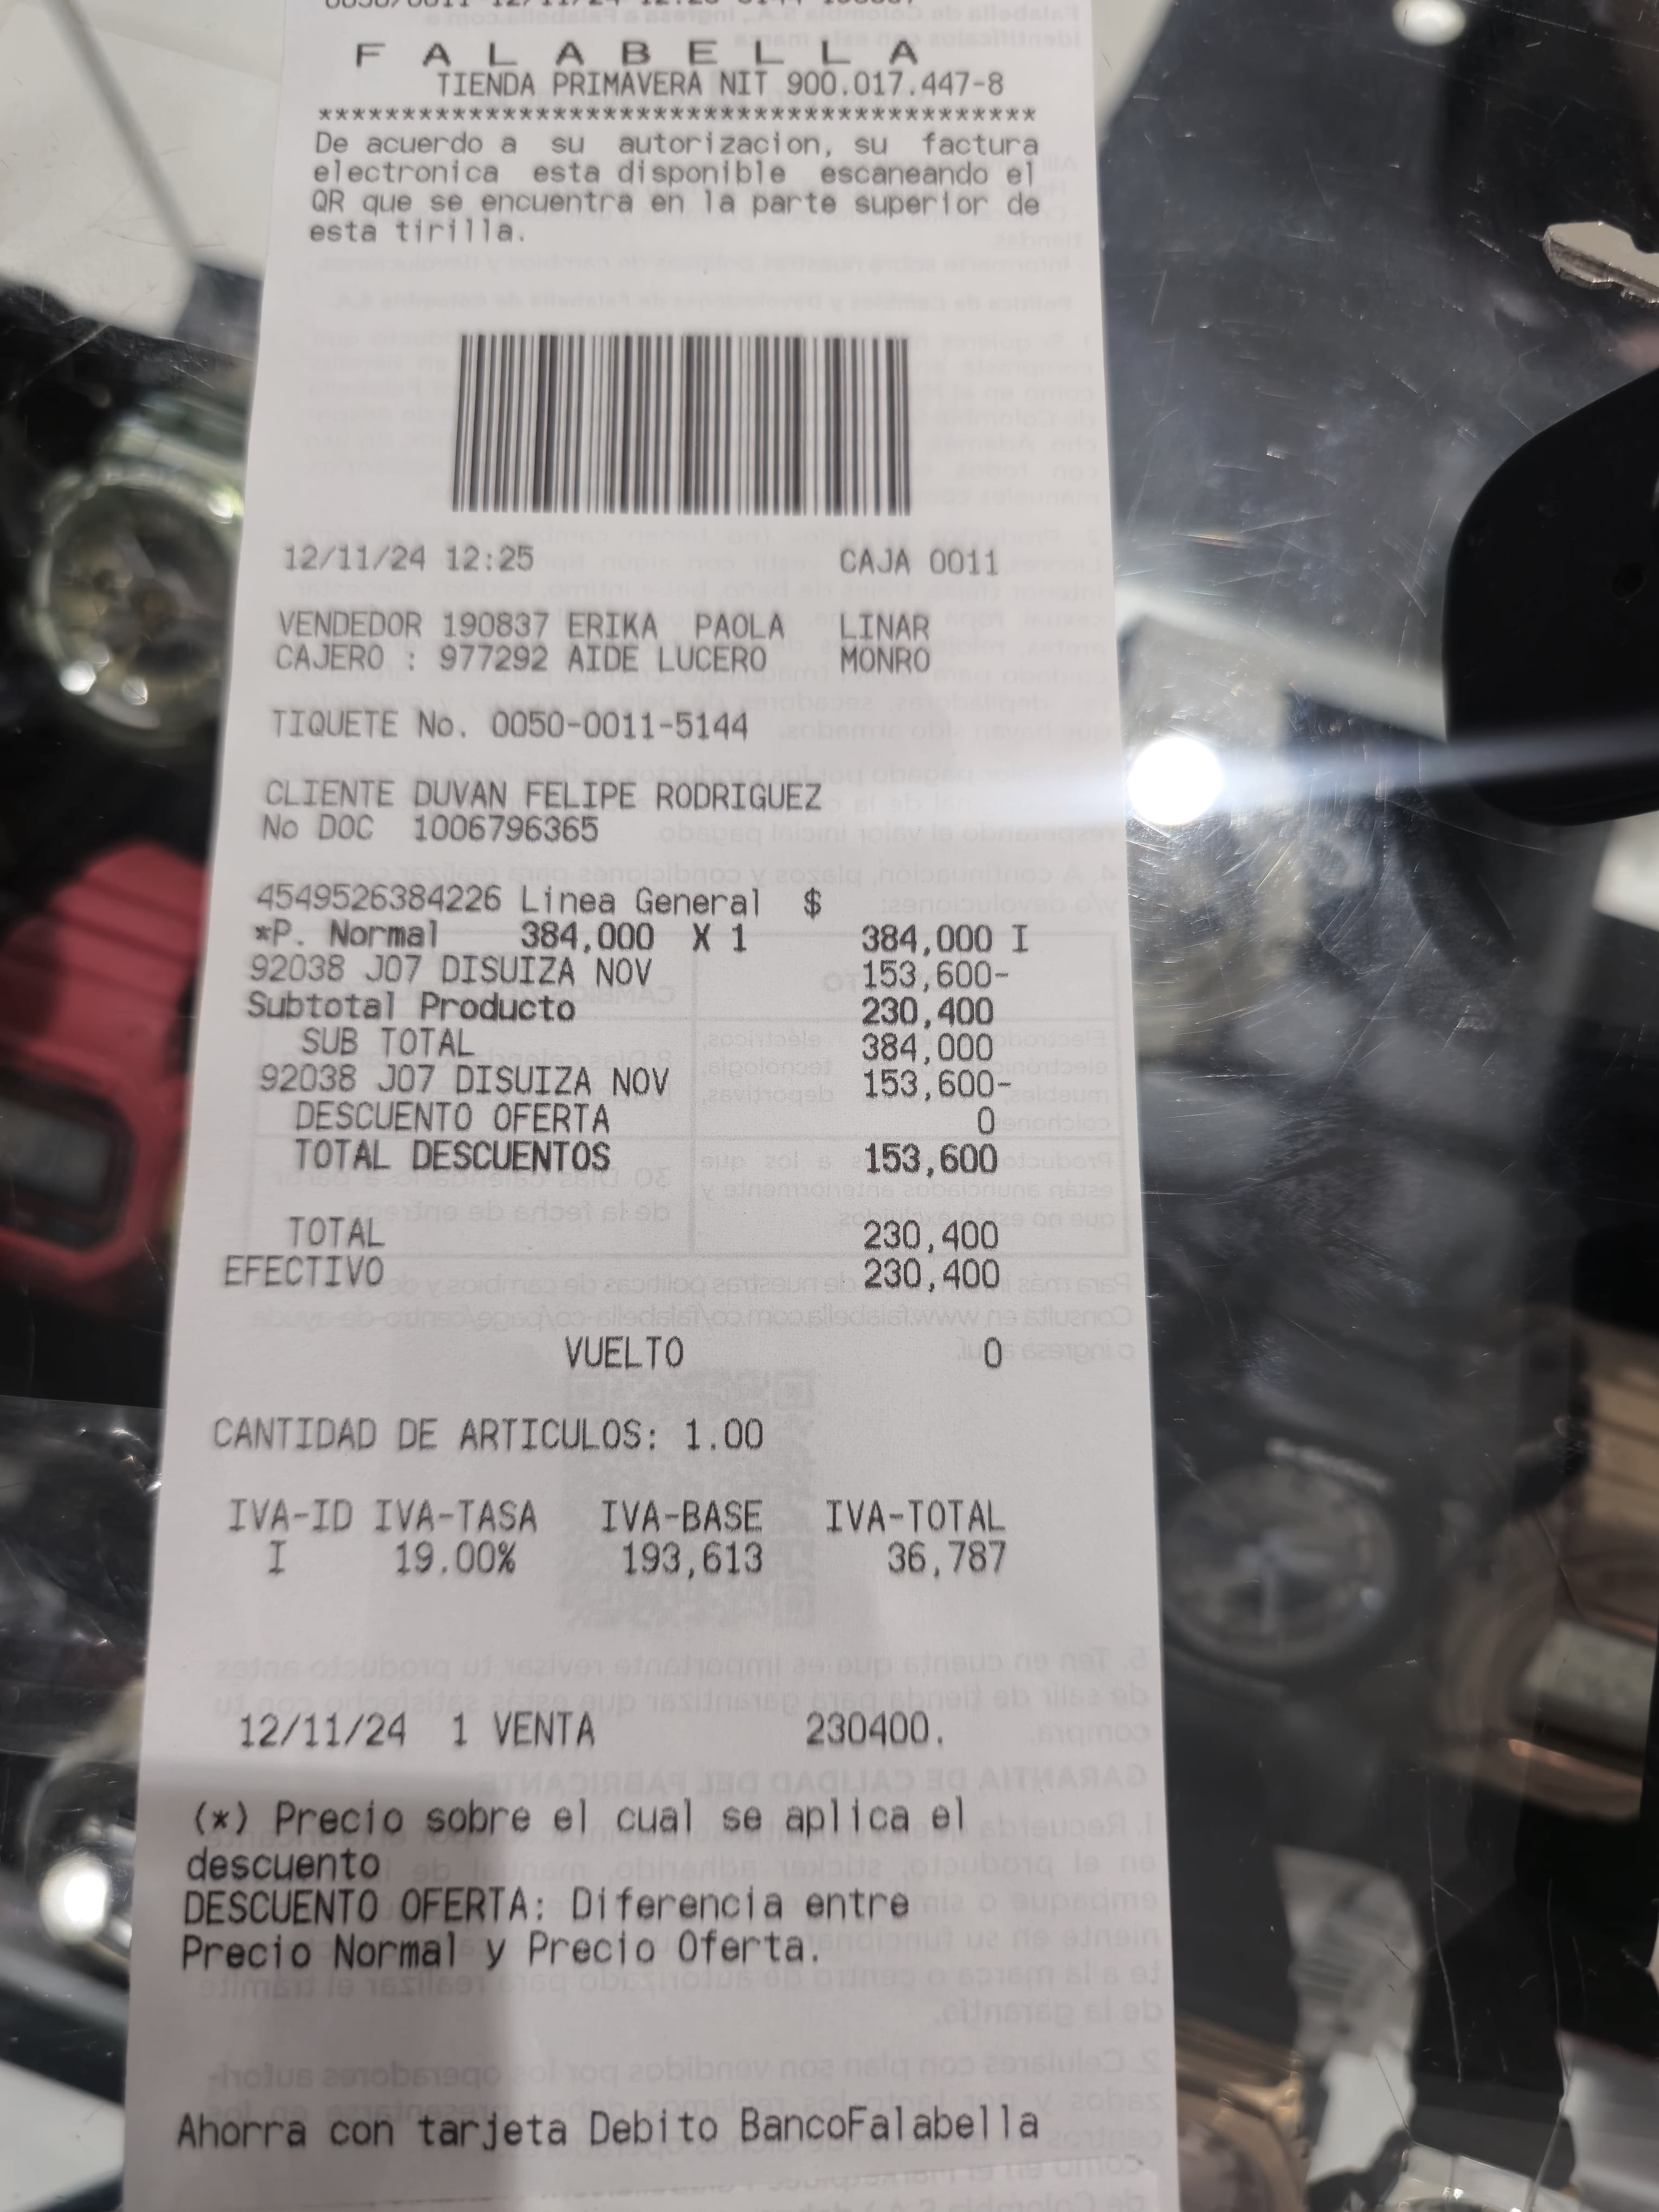 F A L A B E L L A
TIENDA PRIMAVERA NIT 900.017.447-8
*******************************************
De acuerdo a su autorizacion, su factura
electronica esta disponible escaneando el
QR que se encuentra en la parte superior de
esta tirilla.
12/11/24 12:25 CAJA 0011
VENDEDOR 190837 ERIKA PAOLA LINAR
CAJERO : 977292 AIDE LUCERO MONRO
TIQUETE No. 0050-0011-5144
CLIENTE DUVAN FELIPE RODRIGUEZ
No DOC 1006796365
4549526384226 Linea General $
*P. Normal 384,000 X 1 384,000 I
92038 J07 DISUIZA NOV 153,600-
Subtotal Producto 230,400
SUB TOTAL 384,000
92038 J07 DISUIZA NOV 153,600-
DESCUENTO OFERTA 0
TOTAL DESCUENTOS 153,600
TOTAL 230,400
EFECTIVO 230,400
VUELTO 0
CANTIDAD DE ARTICULOS: 1.00
IVA-ID IVA-TASA IVA-BASE IVA-TOTAL
I 19.00% 193,613 36,787
12/11/24 1 VENTA 230400.
(*) Precio sobre el cual se aplica el
descuento
DESCUENTO OFERTA: Diferencia entre
Precio Normal y Precio Oferta.
Ahorra con tarjeta Debito BancoFalabella